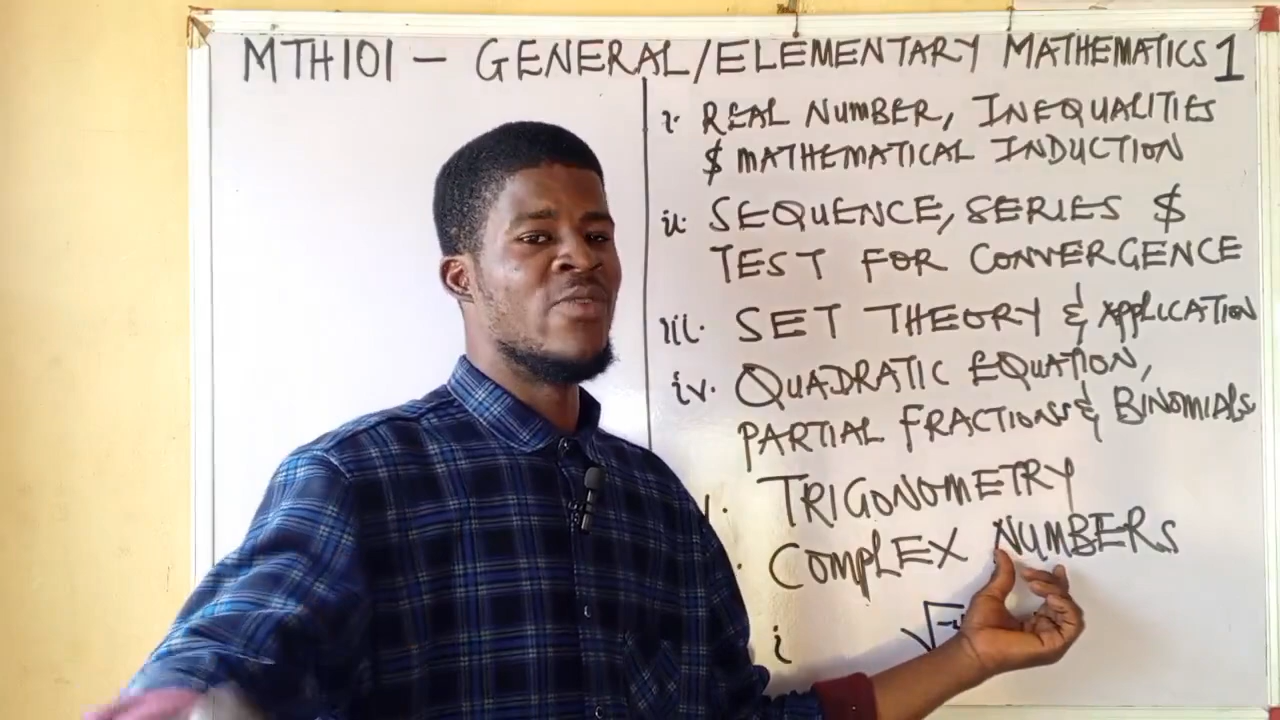 MTH101 - GENERAL/ELEMENTARY MATHEMATICS 1
i. REAL NUMBER, INEQUALITIES
$ MATHEMATICAL INDUCTION
ii. SEQUENCE, SERIES $
TEST FOR CONVERGENCE
iii. SET THEORY & APPLICATION
iv. QUADRATIC EQUATION,
PARTIAL FRACTIONS & BINOMIALS
TRIGONOMETRY
COMPLEX NUMBERS
i